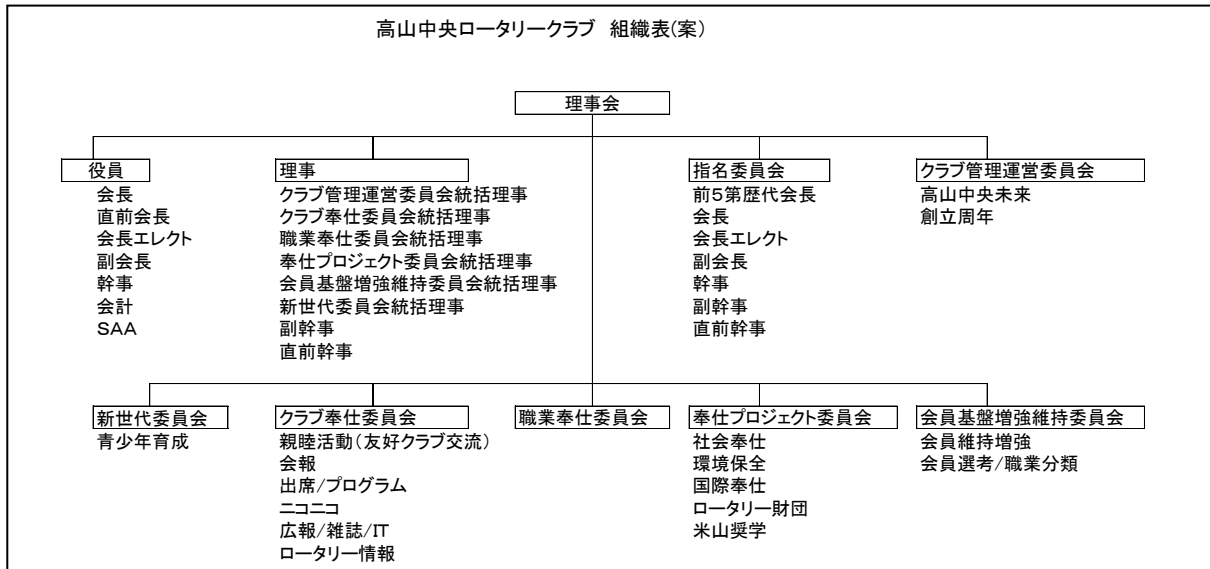 高山中央ロータリークラブ 組織表(案)
理事会
役員
会長
直前会長
会長エレクト
副会長
幹事
会計
SAA
理事
クラブ管理運営委員会統括理事
クラブ奉仕委員会統括理事
職業奉仕委員会統括理事
奉仕プロジェクト委員会統括理事
会員基盤増強維持委員会統括理事
新世代委員会統括理事
副幹事
直前幹事
指名委員会
前5第歴代会長
会長
会長エレクト
副会長
幹事
副幹事
直前幹事
クラブ管理運営委員会
高山中央未来
創立周年
新世代委員会
青少年育成
クラブ奉仕委員会
親睦活動(友好クラブ交流)
会報
出席/プログラム
ニコニコ
広報/雑誌/IT
ロータリー情報
職業奉仕委員会
奉仕プロジェクト委員会
社会奉仕
環境保全
国際奉仕
ロータリー財団
米山奨学
会員基盤増強維持委員会
会員維持増強
会員選考/職業分類